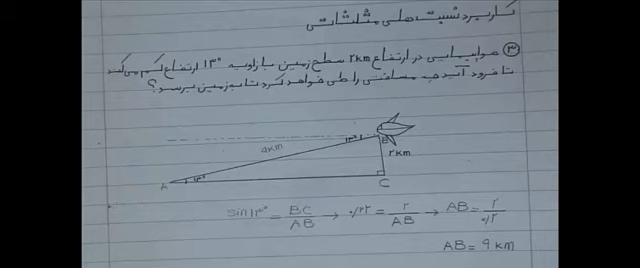 کاربرد نسبت های مثلثاتی
۳ هواپیمایی در ارتفاع ۲km سطح زمین با زاویه ۱۳° ارتفاع کم می‌کند
تا فرود آید چه مسافتی را طی خواهد کرد تا به زمین برسد؟
۱۳° B
۹km
۲km
A ۱۳°
C
sin ۱۳° = BC/AB → ۰/۲۲ = ۲/AB → AB = ۲/۰/۲
AB = ۹ km